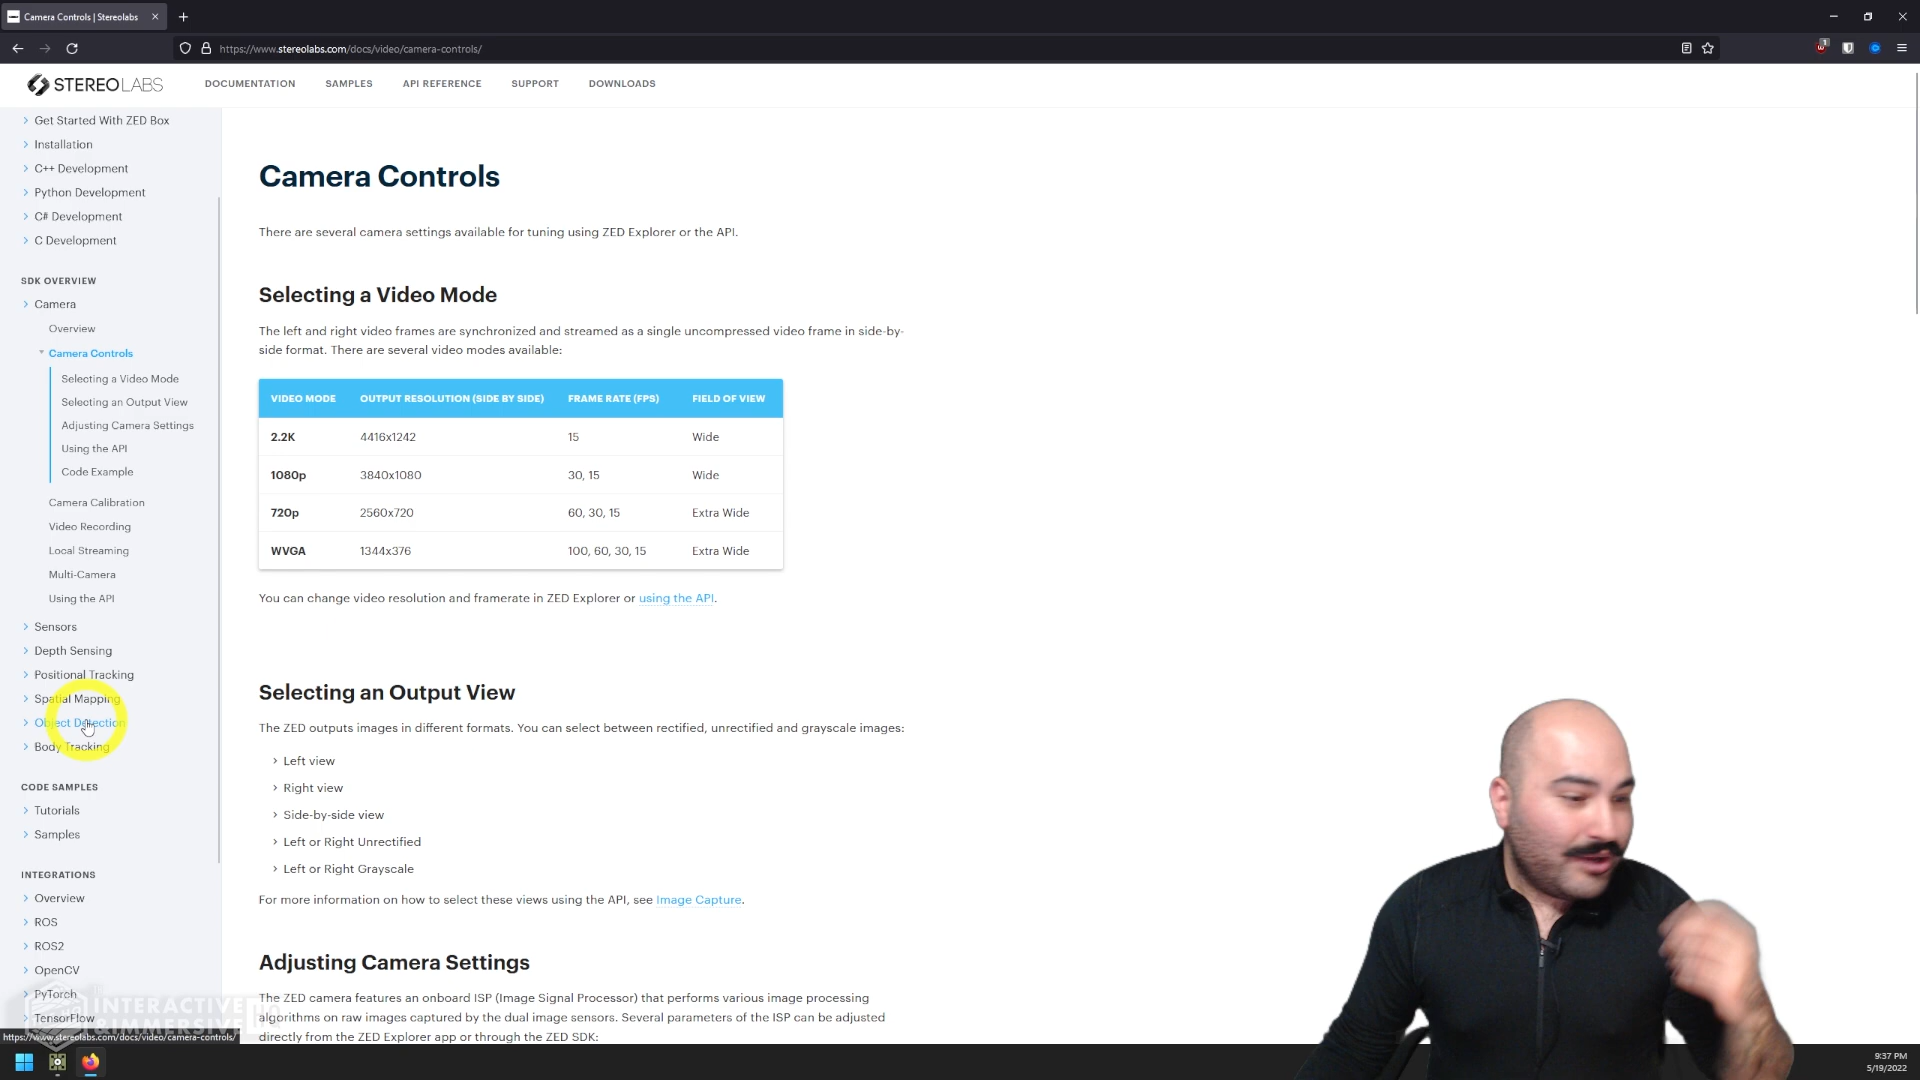 Camera Controls | Stereolabs
https://www.stereolabs.com/docs/video/camera-controls/
1
STEREOLABS
DOCUMENTATION
SAMPLES
API REFERENCE
SUPPORT
DOWNLOADS
Get Started With ZED Box
Installation
C++ Development
Python Development
C# Development
C Development
SDK OVERVIEW
Camera
Overview
Camera Controls
Selecting a Video Mode
Selecting an Output View
Adjusting Camera Settings
Using the API
Code Example
Camera Calibration
Video Recording
Local Streaming
Multi-Camera
Using the API
Sensors
Depth Sensing
Positional Tracking
Spatial Mapping
Object Detection
Body Tracking
CODE SAMPLES
Tutorials
Samples
INTEGRATIONS
Overview
ROS
ROS2
OpenCV
PyTorch
TensorFlow
INTERACTIVE
& IMMERSIVE HQ
https://www.stereolabs.com/docs/video/camera-controls/
Camera Controls
There are several camera settings available for tuning using ZED Explorer or the API.
Selecting a Video Mode
The left and right video frames are synchronized and streamed as a single uncompressed video frame in side-by-
side format. There are several video modes available:
VIDEO MODE OUTPUT RESOLUTION (SIDE BY SIDE) FRAME RATE (FPS) FIELD OF VIEW
2.2K 4416x1242 15 Wide
1080p 3840x1080 30, 15 Wide
720p 2560x720 60, 30, 15 Extra Wide
WVGA 1344x376 100, 60, 30, 15 Extra Wide
You can change video resolution and framerate in ZED Explorer or using the API.
Selecting an Output View
The ZED outputs images in different formats. You can select between rectified, unrectified and grayscale images:
Left view
Right view
Side-by-side view
Left or Right Unrectified
Left or Right Grayscale
For more information on how to select these views using the API, see Image Capture.
Adjusting Camera Settings
The ZED camera features an onboard ISP (Image Signal Processor) that performs various image processing
algorithms on raw images captured by the dual image sensors. Several parameters of the ISP can be adjusted
directly from the ZED Explorer app or through the ZED SDK:
9:37 PM
5/19/2022